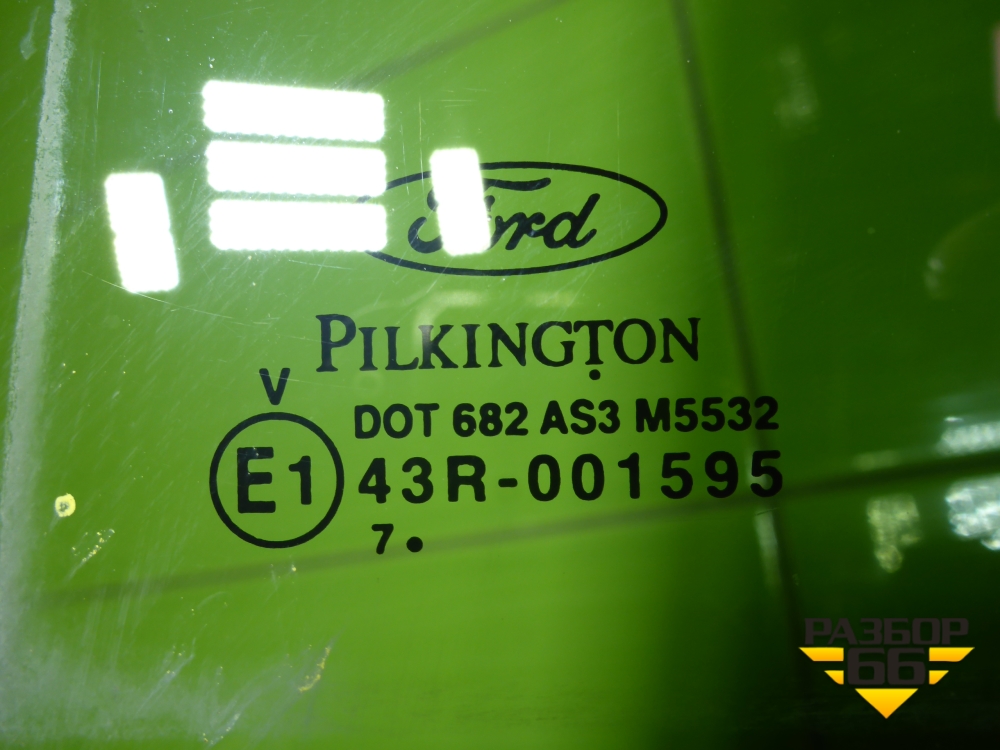 Ford
PILKINGTON
V
DOT 682 AS3 M5532
E1 43R-001595
7.
РАЗБОР
66